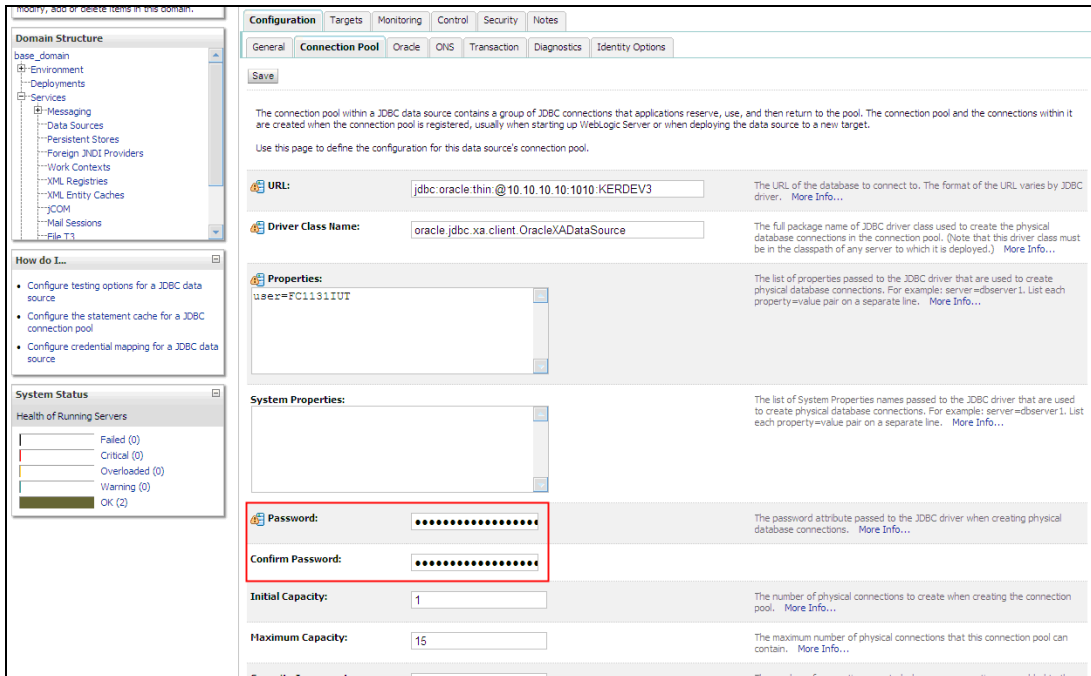 modify, add or delete items in this domain.
Domain Structure
base_domain
Environment
Deployments
Services
Messaging
Data Sources
Persistent Stores
Foreign JNDI Providers
Work Contexts
XML Registries
XML Entity Caches
jCOM
Mail Sessions
File T3
How do I...
Configure testing options for a JDBC data
source
Configure the statement cache for a JDBC
connection pool
Configure credential mapping for a JDBC data
source
System Status
Health of Running Servers
Failed (0)
Critical (0)
Overloaded (0)
Warning (0)
OK (2)
Configuration Targets Monitoring Control Security Notes
General Connection Pool Oracle ONS Transaction Diagnostics Identity Options
Save
The connection pool within a JDBC data source contains a group of JDBC connections that applications reserve, use, and then return to the pool. The connection pool and the connections within it
are created when the connection pool is registered, usually when starting up WebLogic Server or when deploying the data source to a new target.
Use this page to define the configuration for this data source's connection pool.
URL: jdbc:oracle:thin:@10.10.10.10:1010:KERDEV3
The URL of the database to connect to. The format of the URL varies by JDBC
driver. More Info...
Driver Class Name: oracle.jdbc.xa.client.OracleXADataSource
The full package name of JDBC driver class used to create the physical
database connections in the connection pool. (Note that this driver class must
be in the classpath of any server to which it is deployed.) More Info...
Properties:
user=FC1131IUT
The list of properties passed to the JDBC driver that are used to create
physical database connections. For example: server=dbserver1. List each
property=value pair on a separate line. More Info...
System Properties:
The list of System Properties names passed to the JDBC driver that are used
to create physical database connections. For example: server=dbserver1. List
each property=value pair on a separate line. More Info...
Password: ●●●●●●●●●●●●●●●●●●
The password attribute passed to the JDBC driver when creating physical
database connections. More Info...
Confirm Password: ●●●●●●●●●●●●●●●●●●
Initial Capacity: 1
The number of physical connections to create when creating the connection
pool. More Info...
Maximum Capacity: 15
The maximum number of physical connections that this connection pool can
contain. More Info...